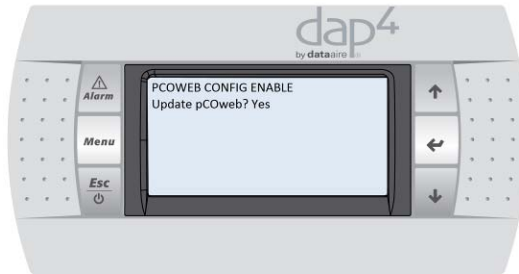 dap4
by dataaire
Alarm
Menu
Esc
PCOWEB CONFIG ENABLE
Update pCOweb? Yes